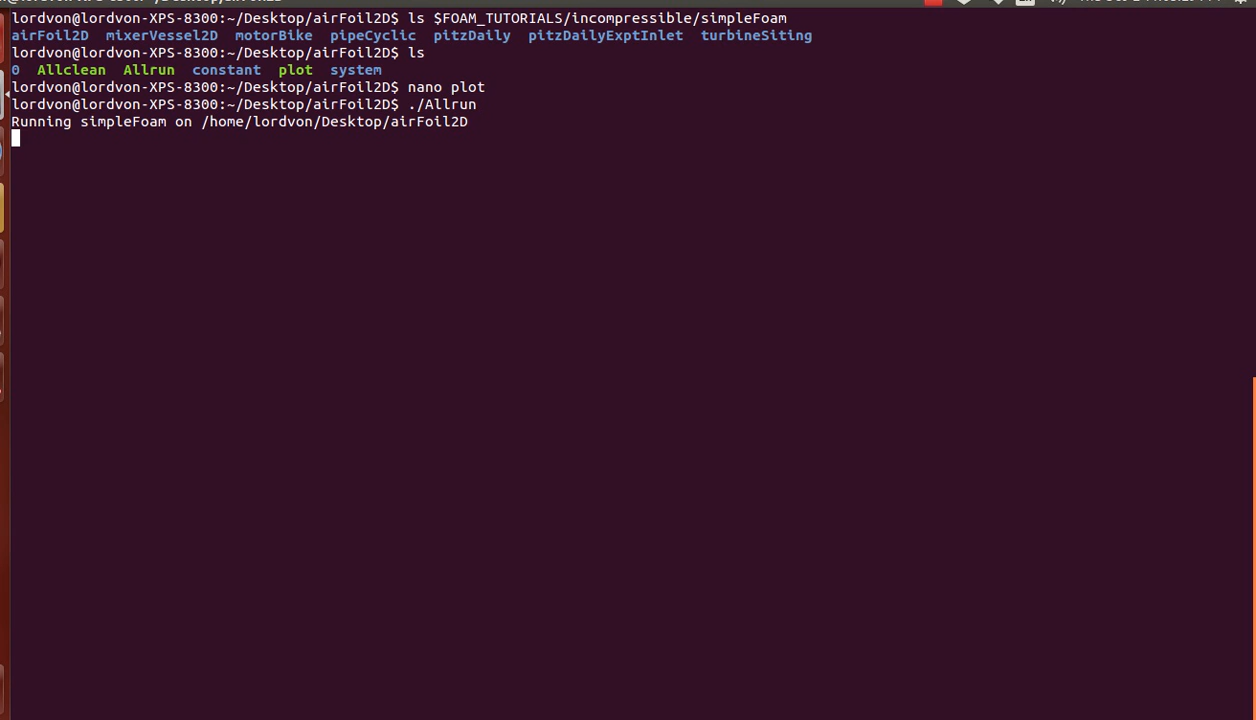 lordvon@lordvon-XPS-8300:~/Desktop/airFoil2D$ ls $FOAM_TUTORIALS/incompressible/simpleFoam
airFoil2D  mixerVessel2D  motorBike  pipeCyclic  pitzDaily  pitzDailyExptInlet  turbineSiting
lordvon@lordvon-XPS-8300:~/Desktop/airFoil2D$ ls
0  Allclean  Allrun  constant  plot  system
lordvon@lordvon-XPS-8300:~/Desktop/airFoil2D$ nano plot
lordvon@lordvon-XPS-8300:~/Desktop/airFoil2D$ ./Allrun
Running simpleFoam on /home/lordvon/Desktop/airFoil2D